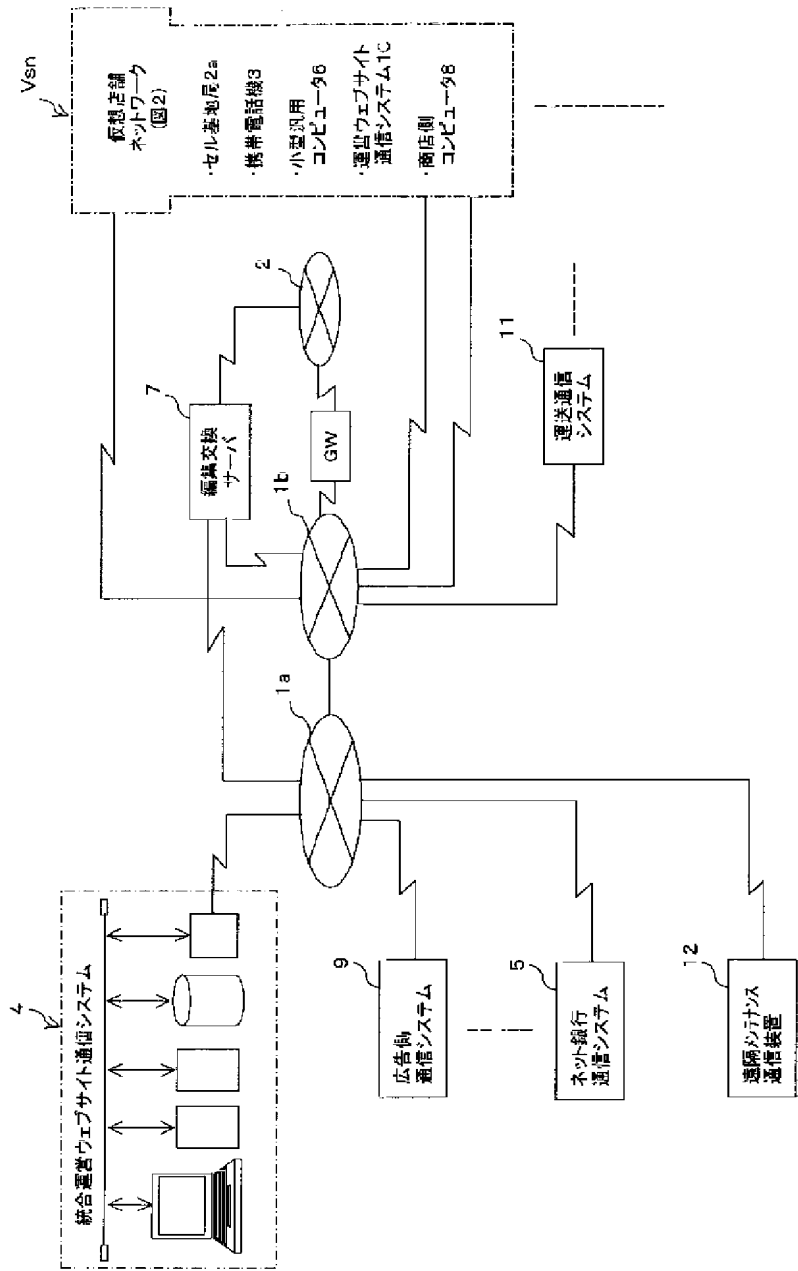 4
統合運営ウェブサイト通信システム
9
広告側
通信システム
5
ネット銀行
通信システム
12
遠隔メンテナンス
通信装置
1a
1b
7
編集交換
サーバ
GW
2
11
運送通信
システム
Vsn
仮想店舗
ネットワーク
(図2)
・セル基地尾2a
・携帯電話機3
・小型汎用
コンピュータ6
・運営ウェブサイト
通信システム1C
・商店側
コンピュータ8